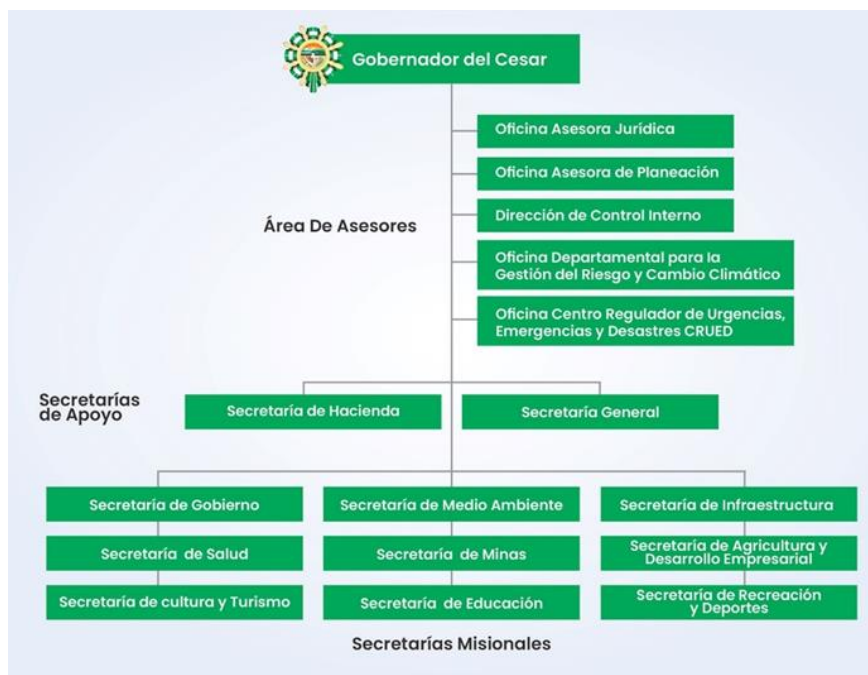 Gobernador del Cesar
Oficina Asesora Jurídica
Oficina Asesora de Planeación
Área De Asesores
Dirección de Control Interno
Oficina Departamental para la
Gestión del Riesgo y Cambio Climático
Oficina Centro Regulador de Urgencias,
Emergencias y Desastres CRUED
Secretarías
de Apoyo
Secretaría de Hacienda
Secretaría General
Secretaría de Gobierno
Secretaría de Medio Ambiente
Secretaría de Infraestructura
Secretaría de Salud
Secretaría de Minas
Secretaría de Agricultura y
Desarrollo Empresarial
Secretaría de cultura y Turismo
Secretaría de Educación
Secretaría de Recreación
y Deportes
Secretarías Misionales